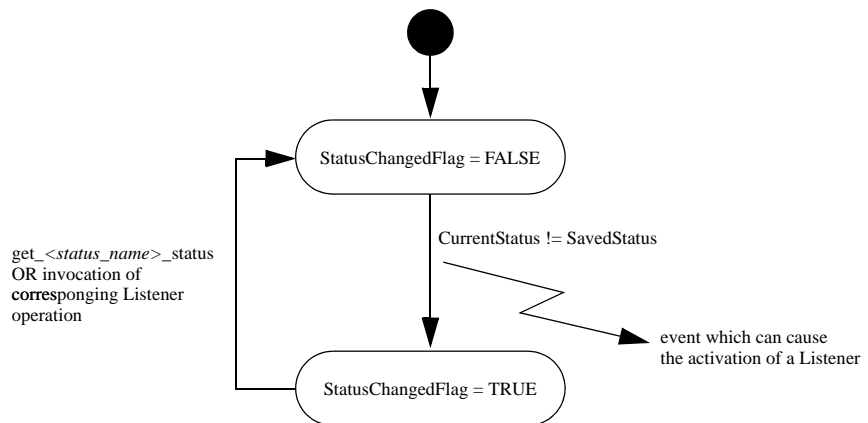 StatusChangedFlag = FALSE
CurrentStatus != SavedStatus
get_<status_name>_status
OR invocation of
corresponging Listener
operation
event which can cause
the activation of a Listener
StatusChangedFlag = TRUE